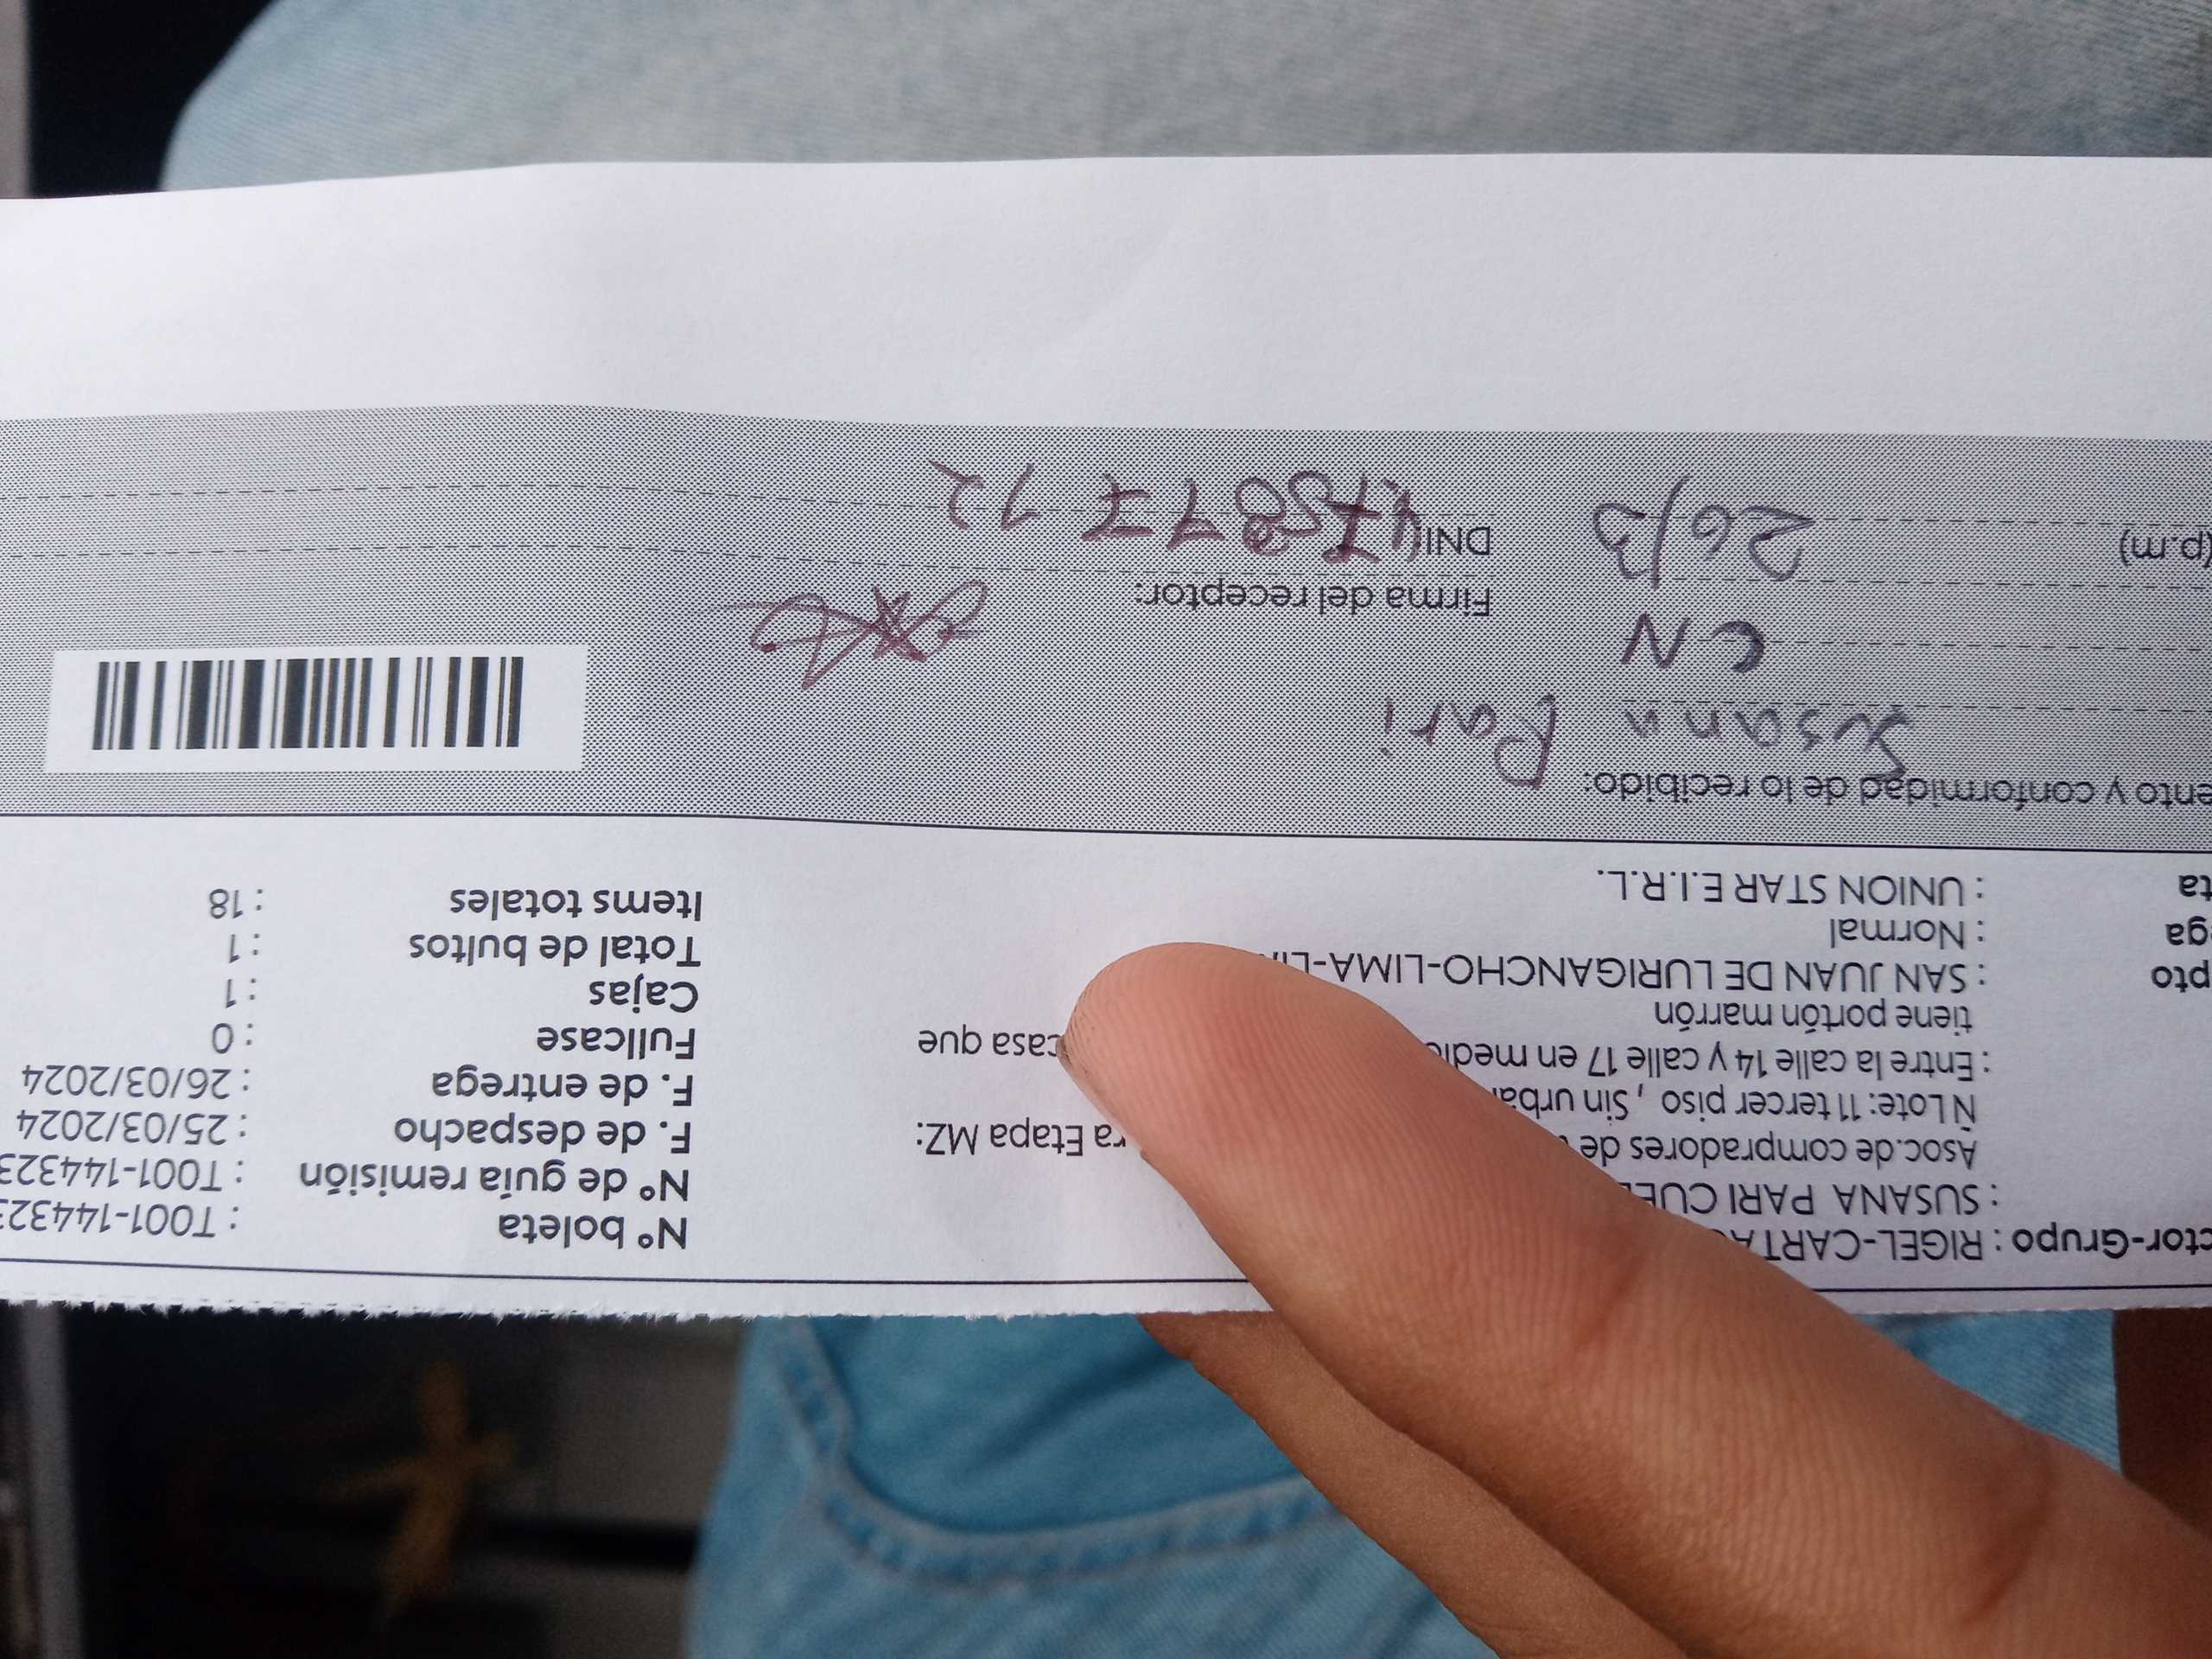 ctor-Grupo : RIGEL-CARTA
: SUSANA PARI CUE
Asoc.de compradores de ra Etapa MZ:
Ñ Lote: 11 tercer piso , Sin urba
: Entre la calle 14 y calle 17 en medio casa que
tiene portón marrón
pto : SAN JUAN DE LURIGANCHO-LIMA-LI
ga : Normal
ta : UNION STAR E.I.R.L.
N° boleta : T001-144323
N° de guía remisión : T001-144323
F. de despacho : 25/03/2024
F. de entrega : 26/03/2024
Fullcase : 0
Cajas : 1
Total de bultos : 1
Items totales : 18
ento y conformidad de lo recibido:
Susana Pari
CN
Firma del receptor:
(p.m) 26/3
DNI